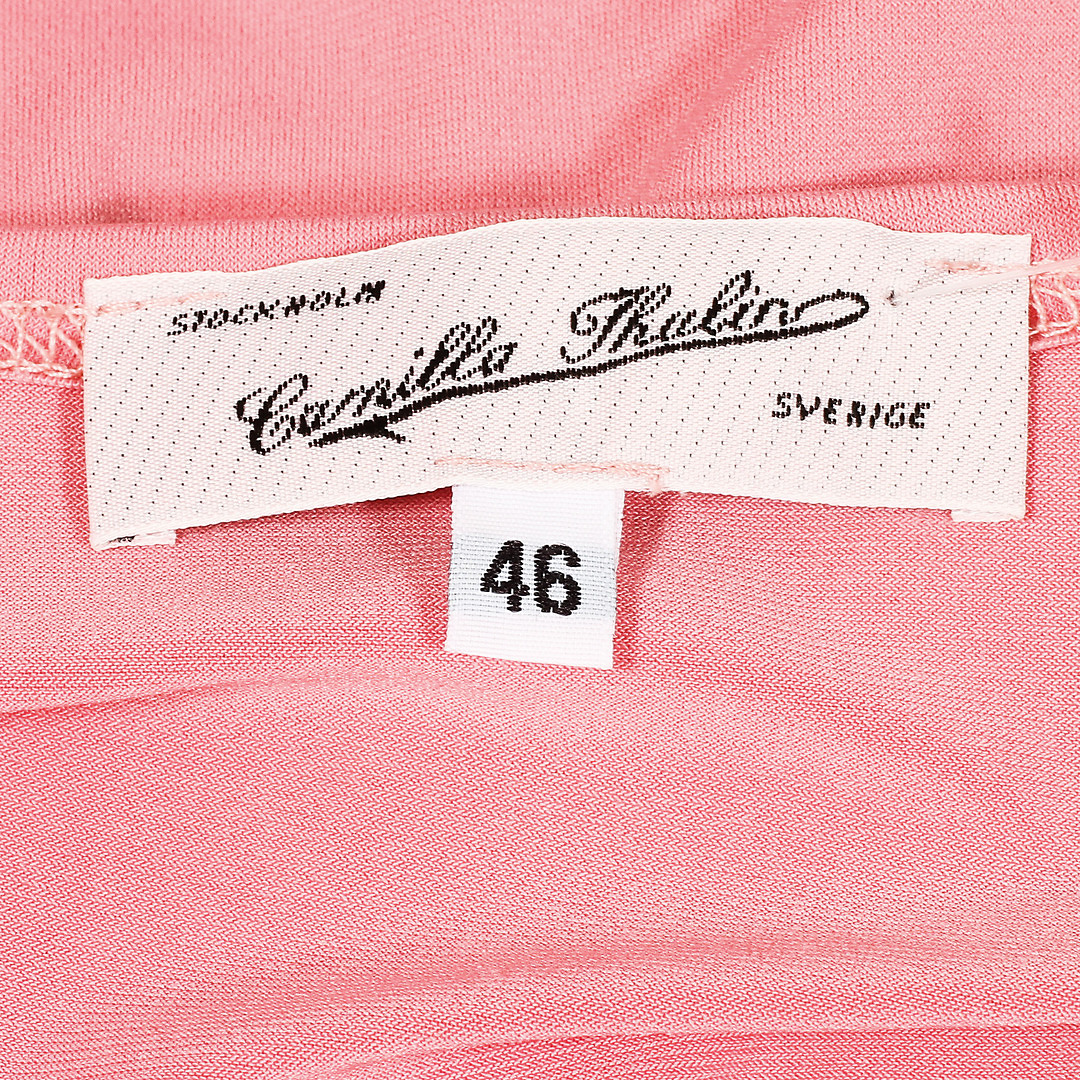 STOCKHOLM
Camilla Thulin
SVERIGE
46